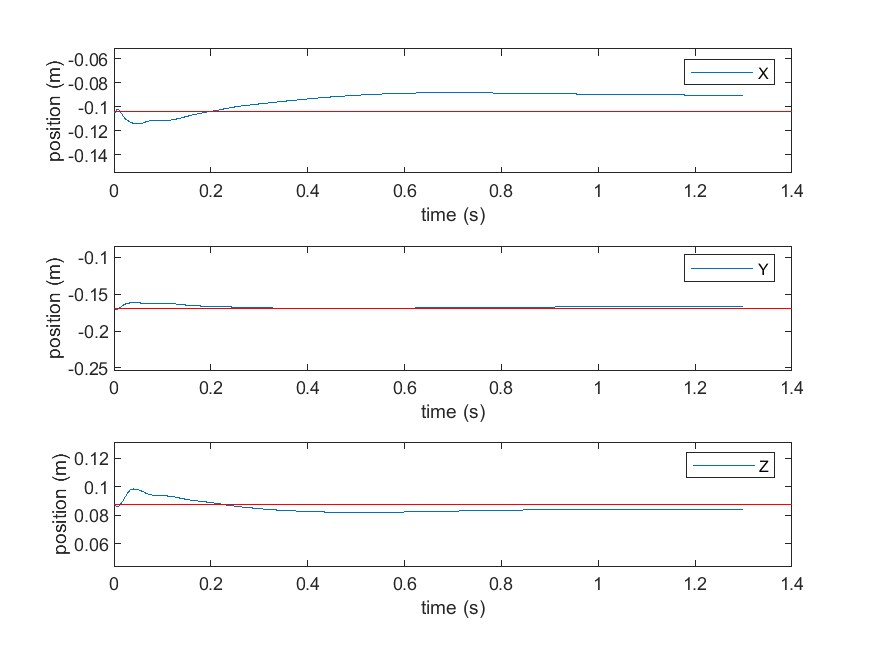 -0.06
-0.08
-0.1
-0.12
-0.14
position (m)
X
0 0.2 0.4 0.6 0.8 1 1.2 1.4
time (s)
-0.1
-0.15
-0.2
-0.25
position (m)
Y
0 0.2 0.4 0.6 0.8 1 1.2 1.4
time (s)
0.12
0.1
0.08
0.06
position (m)
Z
0 0.2 0.4 0.6 0.8 1 1.2 1.4
time (s)